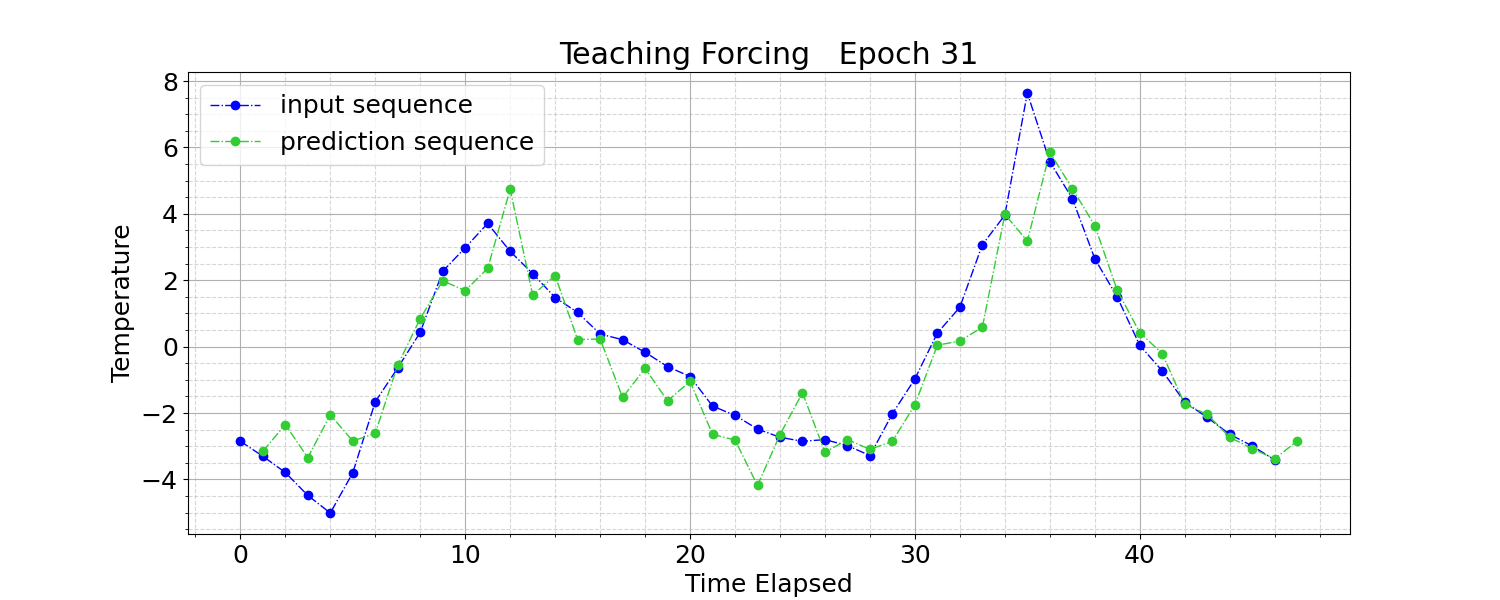 Teaching Forcing   Epoch 31
input sequence
prediction sequence
Temperature
8
6
4
2
0
−2
−4
0 10 20 30 40
Time Elapsed